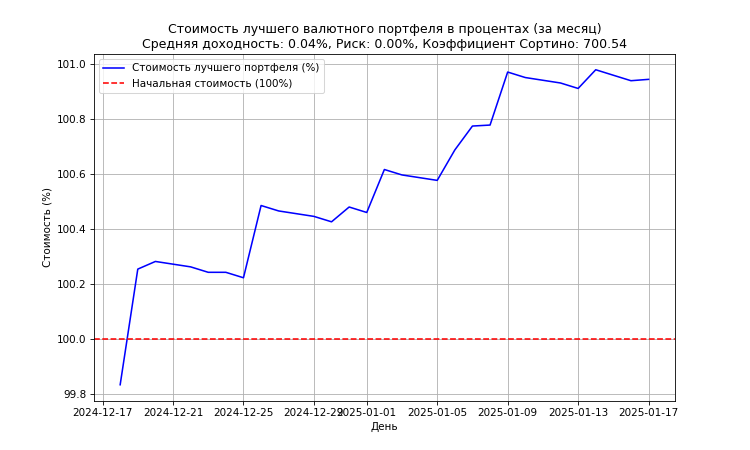 Стоимость лучшего валютного портфеля в процентах (за месяц)
Средняя доходность: 0.04%, Риск: 0.00%, Коэффициент Сортино: 700.54
Стоимость лучшего портфеля (%)
Начальная стоимость (100%)
Стоимость (%)
101.0
100.8
100.6
100.4
100.2
100.0
99.8
2024-12-17 2024-12-21 2024-12-25 2024-12-29 2025-01-01 2025-01-05 2025-01-09 2025-01-13 2025-01-17
День